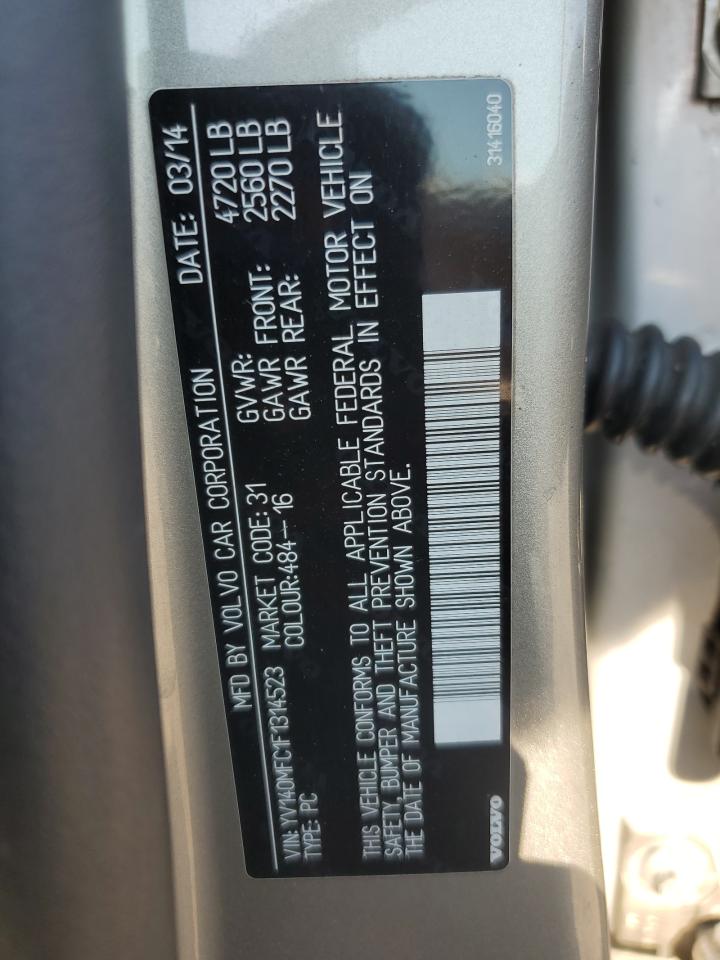 MFD BY VOLVO CAR CORPORATION DATE: 03/14
VIN: YV140MFC1F1314523 GVWR: 4720 LB
TYPE: PC MARKET CODE: 31 GAWR FRONT: 2560 LB
COLOUR:484--16 GAWR REAR: 2270 LB
THIS VEHICLE CONFORMS TO ALL APPLICABLE FEDERAL MOTOR VEHICLE
SAFETY, BUMPER AND THEFT PREVENTION STANDARDS IN EFFECT ON
THE DATE OF MANUFACTURE SHOWN ABOVE.
VOLVO 31416040